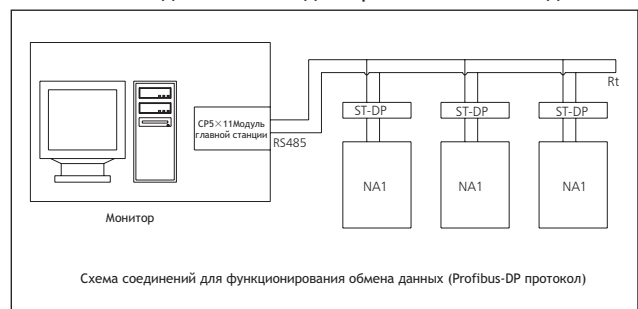 CP5×11Модуль
главной станции
RS485
Rt
ST-DP
ST-DP
ST-DP
NA1
NA1
NA1
Монитор
Схема соединений для функционирования обмена данных (Profibus-DP протокол)